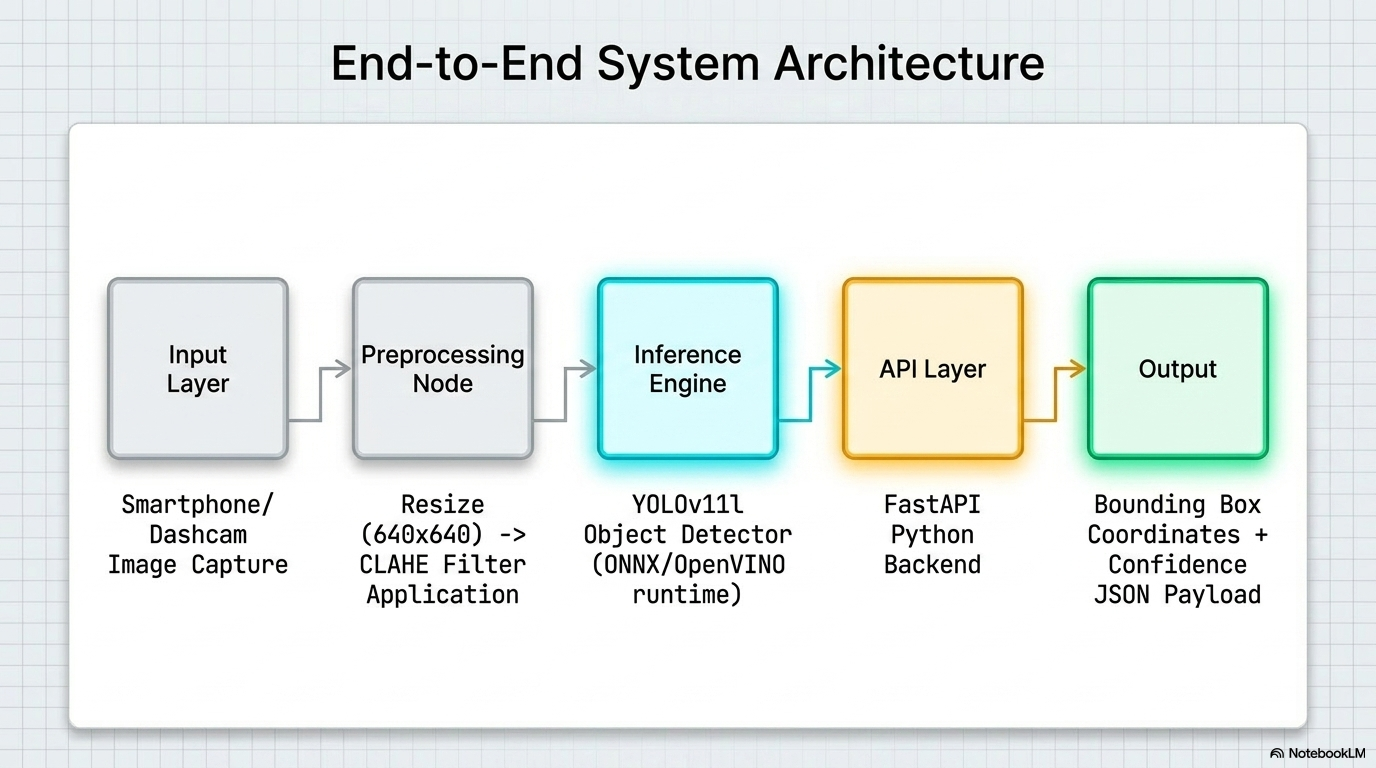 End-to-End System Architecture
Input
Layer
Preprocessing
Node
Inference
Engine
API Layer
Output
Smartphone/
Dashcam
Image Capture
Resize
(640x640) ->
CLAHE Filter
Application
YOLOv11l
Object Detector
(ONNX/OpenVINO
runtime)
FastAPI
Python
Backend
Bounding Box
Coordinates +
Confidence
JSON Payload
NotebookLM